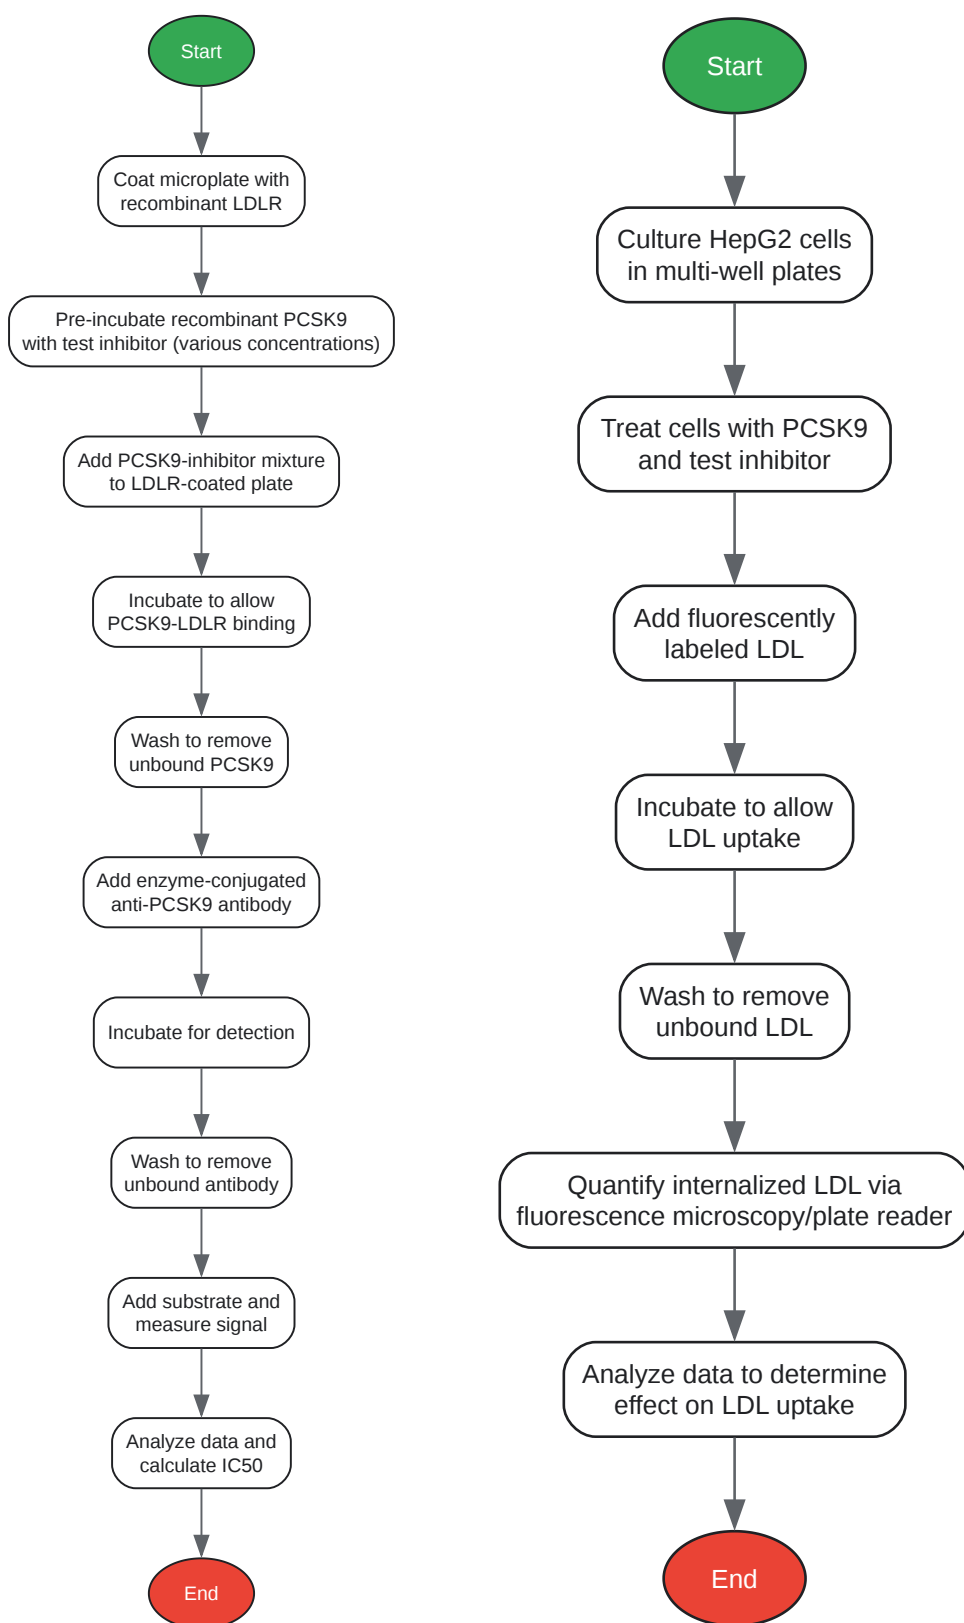 Start
Coat microplate with
recombinant LDLR
Pre-incubate recombinant PCSK9
with test inhibitor (various concentrations)
Add PCSK9-inhibitor mixture
to LDLR-coated plate
Incubate to allow
PCSK9-LDLR binding
Wash to remove
unbound PCSK9
Add enzyme-conjugated
anti-PCSK9 antibody
Incubate for detection
Wash to remove
unbound antibody
Add substrate and
measure signal
Analyze data and
calculate IC50
End
Start
Culture HepG2 cells
in multi-well plates
Treat cells with PCSK9
and test inhibitor
Add fluorescently
labeled LDL
Incubate to allow
LDL uptake
Wash to remove
unbound LDL
Quantify internalized LDL via
fluorescence microscopy/plate reader
Analyze data to determine
effect on LDL uptake
End